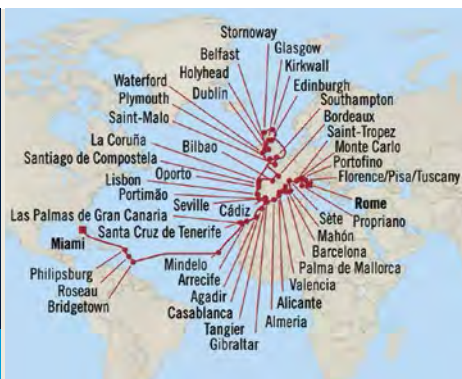 Stornoway
Glasgow
Belfast
Kirkwall
Holyhead
Edinburgh
Waterford
Dublin
Southampton
Plymouth
Bordeaux
Saint-Malo
Saint-Tropez
La Coruña
Bilbao
Monte Carlo
Santiago de Compostela
Portofino
Oporto
Florence/Pisa/Tuscany
Lisbon
Portimão
Rome
Seville
Sète
Propriano
Las Palmas de Gran Canaria
Cádiz
Mahón
Santa Cruz de Tenerife
Barcelona
Miami
Palma de Mallorca
Philipsburg
Mindelo
Valencia
Roseau
Arrecife
Alicante
Bridgetown
Agadir
Casablanca
Almeria
Tangier
Gibraltar